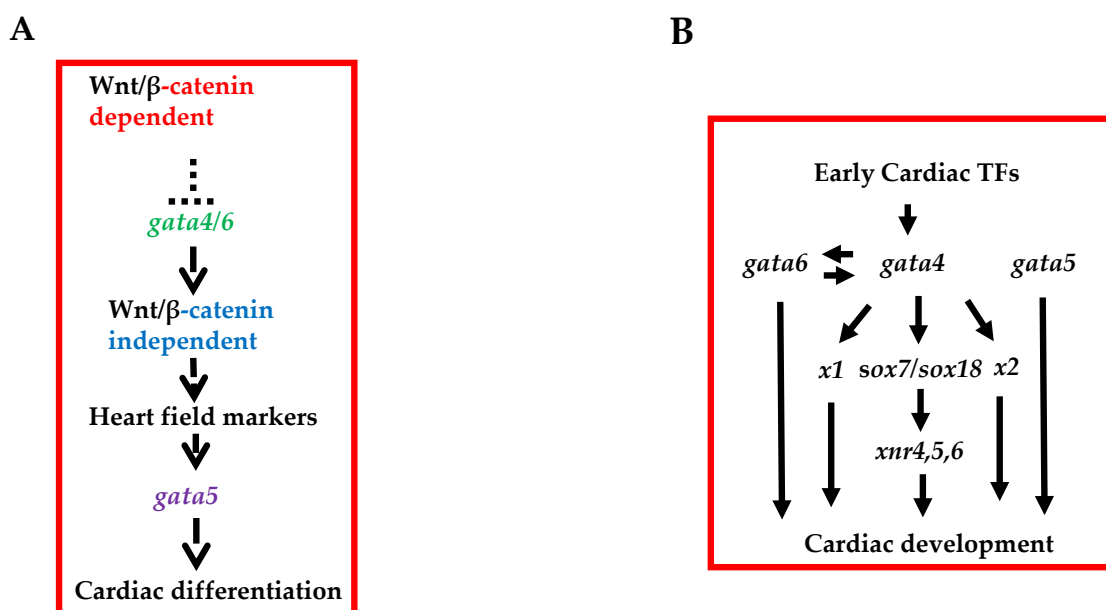 A
Wnt/β-catenin
dependent
gata4/6
Wnt/β-catenin
independent
Heart field markers
gata5
Cardiac differentiation
B
Early Cardiac TFs
gata6 gata4 gata5
x1 sox7/sox18 x2
xnr4,5,6
Cardiac development